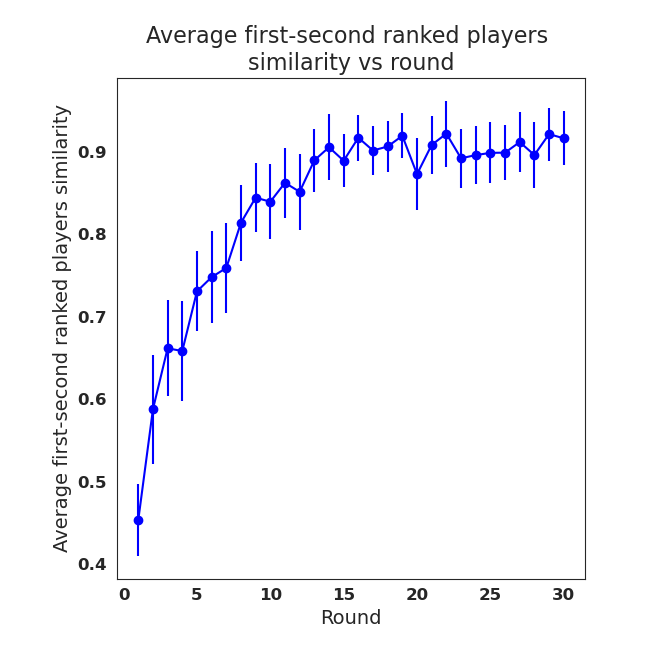 Average first-second ranked players
similarity vs round
Average first-second ranked players similarity
0.9
0.8
0.7
0.6
0.5
0.4
0 5 10 15 20 25 30
Round